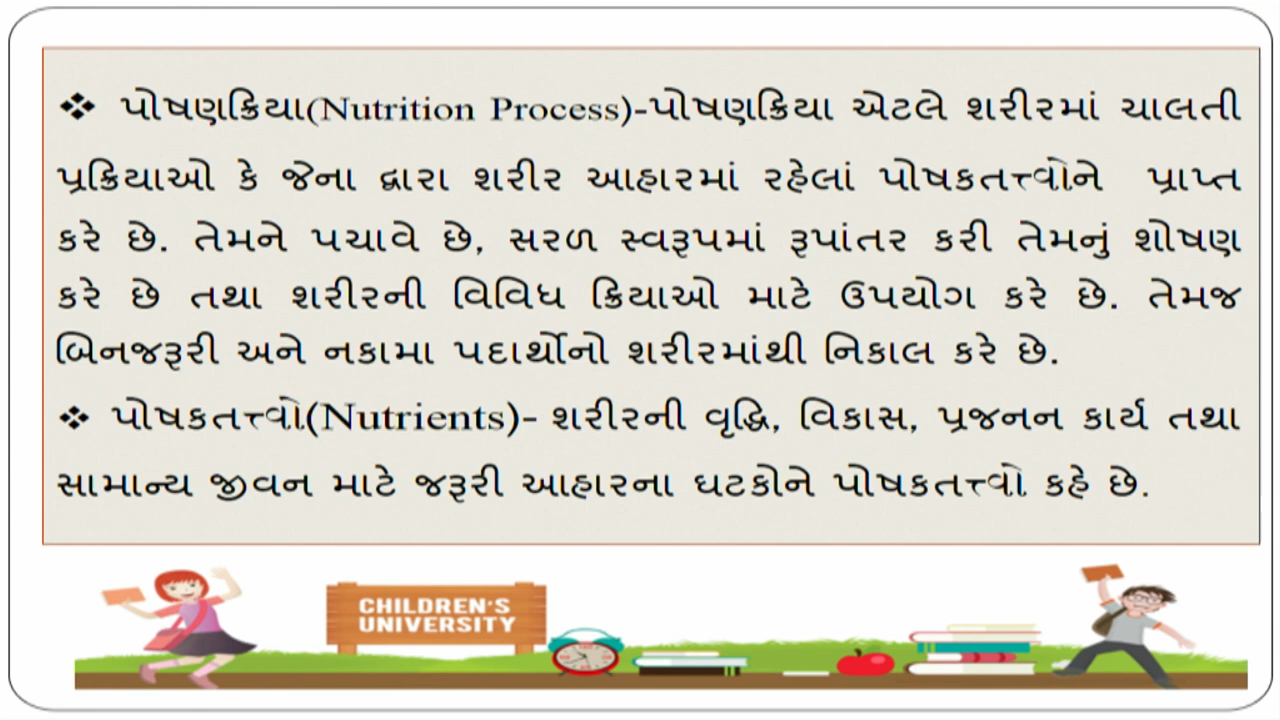 ❖ પોષણક્રિયા(Nutrition Process)-પોષણક્રિયા એટલે શરીરમાં ચાલતી
પ્રક્રિયાઓ કે જેના દ્વારા શરીર આહારમાં રહેલાં પોષકતત્ત્વોને પ્રાપ્ત
કરે છે. તેમને પચાવે છે, સરળ સ્વરૂપમાં રૂપાંતર કરી તેમનું શોષણ
કરે છે તથા શરીરની વિવિધ ક્રિયાઓ માટે ઉપયોગ કરે છે. તેમજ
બિનજરૂરી અને નકામા પદાર્થોનો શરીરમાંથી નિકાલ કરે છે.
❖ પોષકતત્ત્વો(Nutrients)- શરીરની વૃદ્ધિ, વિકાસ, પ્રજનન કાર્ય તથા
સામાન્ય જીવન માટે જરૂરી આહારના ઘટકોને પોષકતત્ત્વો કહે છે.
CHILDREN'S
UNIVERSITY